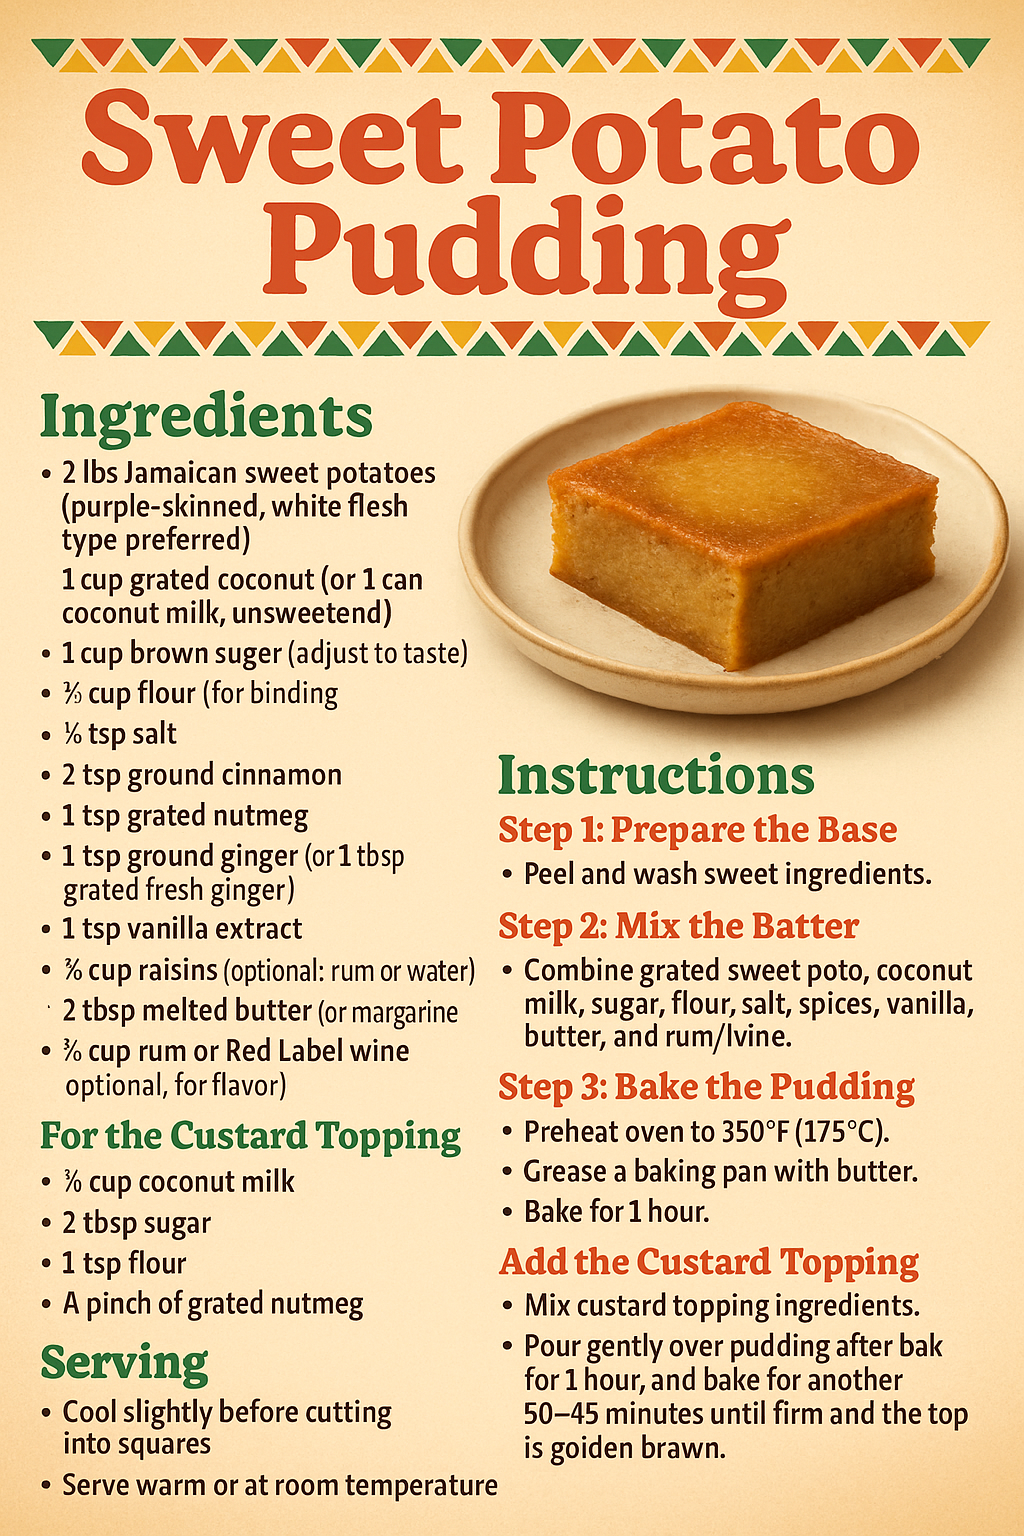 Sweet Potato
Pudding
Ingredients
• 2 lbs Jamaican sweet potatoes
(purple-skinned, white flesh
type preferred)
1 cup grated coconut (or 1 can
coconut milk, unsweetend)
• 1 cup brown suger (adjust to taste)
• cup flour (for binding
• tsp salt
• 2 tsp ground cinnamon
• 1 tsp grated nutmeg
• 1 tsp ground ginger (or 1 tbsp
grated fresh ginger)
• 1 tsp vanilla extract
• cup raisins (optional: rum or water)
· 2 tbsp melted butter (or margarine
• cup rum or Red Label wine
optional, for flavor)
For the Custard Topping
• cup coconut milk
• 2 tbsp sugar
• 1 tsp flour
• A pinch of grated nutmeg
Serving
• Cool slightly before cutting
into squares
• Serve warm or at room temperature
Instructions
Step 1: Prepare the Base
• Peel and wash sweet ingredients.
Step 2: Mix the Batter
• Combine grated sweet poto, coconut
milk, sugar, flour, salt, spices, vanilla,
butter, and rum/lvine.
Step 3: Bake the Pudding
• Preheat oven to 350°F (175°C).
• Grease a baking pan with butter.
• Bake for 1 hour.
Add the Custard Topping
• Mix custard topping ingredients.
• Pour gently over pudding after bak
for 1 hour, and bake for another
50–45 minutes until firm and the top
is goiden brawn.